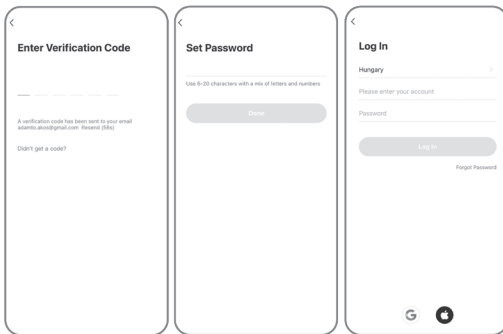 Enter Verification Code
A verification code has been sent to your email
adamto.akos@gmail.com Resend (56s)
Didn't get a code?
Set Password
Use 6-20 characters with a mix of letters and numbers
Done
Log In
Hungary
Please enter your account
Password
Log In
Forgot Password
G